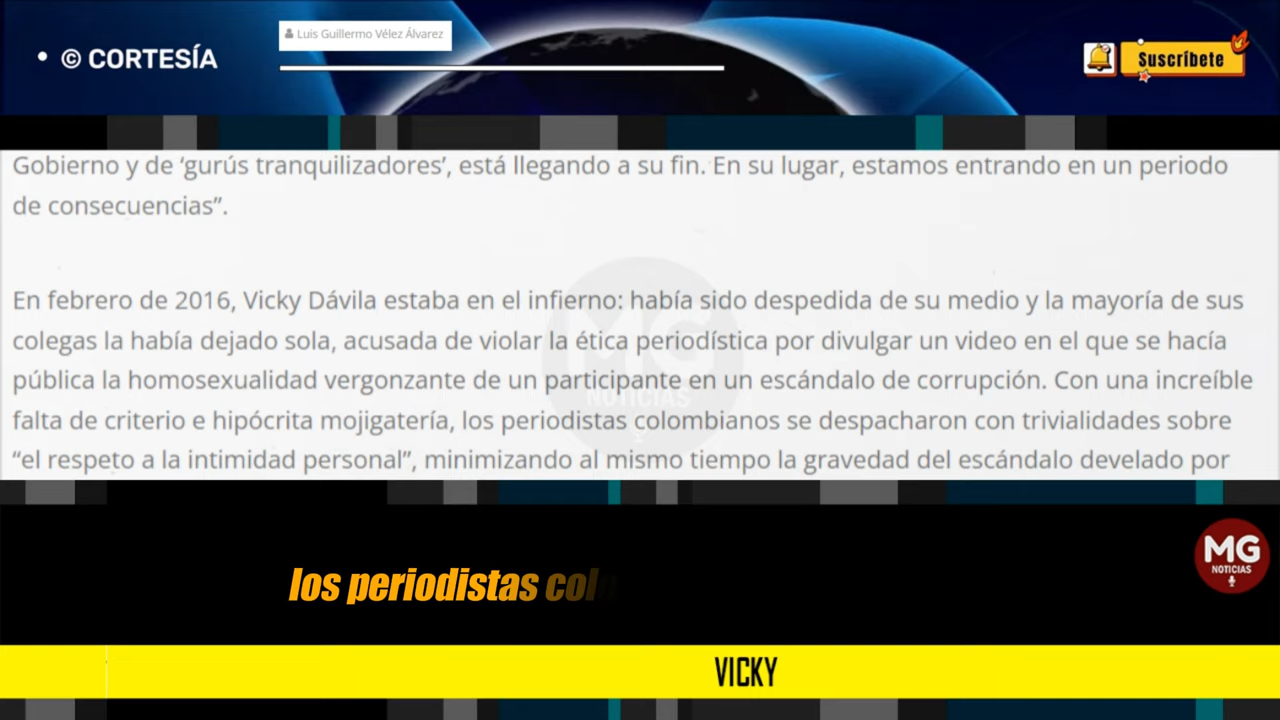 Luis Guillermo Vélez Álvarez
• © CORTESÍA
Suscríbete
Gobierno y de ‘gurús tranquilizadores’, está llegando a su fin. En su lugar, estamos entrando en un periodo
de consecuencias”.
En febrero de 2016, Vicky Dávila estaba en el infierno: había sido despedida de su medio y la mayoría de sus
colegas la había dejado sola, acusada de violar la ética periodística por divulgar un video en el que se hacía
pública la homosexualidad vergonzante de un participante en un escándalo de corrupción. Con una increíble
falta de criterio e hipócrita mojigatería, los periodistas colombianos se despacharon con trivialidades sobre
“el respeto a la intimidad personal”, minimizando al mismo tiempo la gravedad del escándalo develado por
MG
NOTICIAS
los periodistas col
MG
NOTICIAS
VICKY